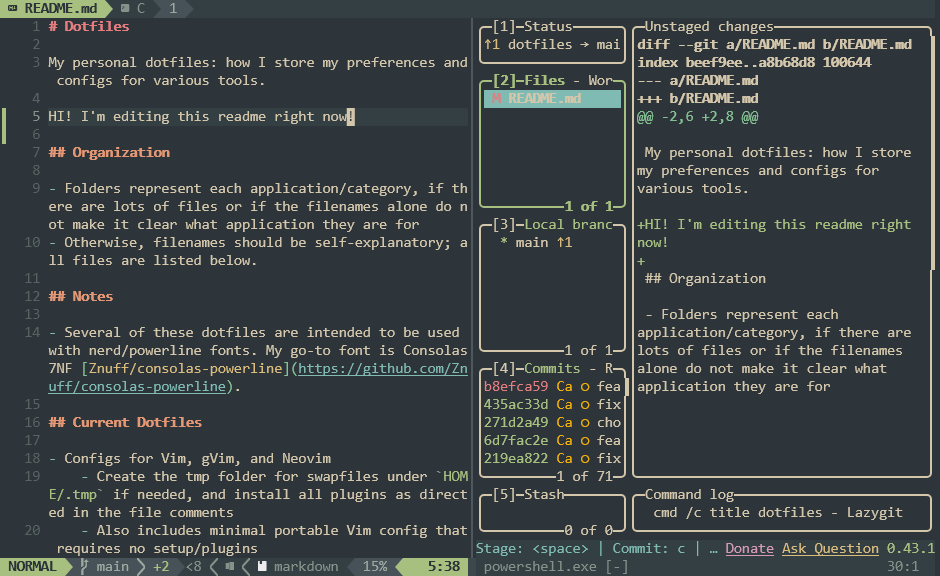 README.md C 1
1 # Dotfiles
2
3 My personal dotfiles: how I store my preferences and
configs for various tools.
4
5 HI! I'm editing this readme right now!
6
7 ## Organization
8
9 - Folders represent each application/category, if th
ere are lots of files or if the filenames alone do n
ot make it clear what application they are for
10 - Otherwise, filenames should be self-explanatory; a
ll files are listed below.
11
12 ## Notes
13
14 - Several of these dotfiles are intended to be used
with nerd/powerline fonts. My go-to font is Consolas
7NF [Znuff/consolas-powerline](https://github.com/Zn
uff/consolas-powerline).
15
16 ## Current Dotfiles
17
18 - Configs for Vim, gVim, and Neovim
19 - Create the tmp folder for swapfiles under `HOM
E/.tmp` if needed, and install all plugins as direct
ed in the file comments
20 - Also includes minimal portable Vim config that
requires no setup/plugins
NORMAL main +2 <8 markdown 15% 5:38
[1]-Status
↑1 dotfiles → mai
[2]-Files - Wor
M README.md
1 of 1
[3]-Local branc
* main ↑1
1 of 1
[4]-Commits - R
b8efca59 Ca o fea
435ac33d Ca o fix
271d2a49 Ca o cho
6d7fac2e Ca o fea
219ea822 Ca o fix
1 of 71
[5]-Stash
0 of 0
Unstaged changes
diff --git a/README.md b/README.md
index beef9ee..a8b68d8 100644
--- a/README.md
+++ b/README.md
@@ -2,6 +2,8 @@
My personal dotfiles: how I store
my preferences and configs for
various tools.
+HI! I'm editing this readme right
now!
+
## Organization
- Folders represent each
application/category, if there are
lots of files or if the filenames
alone do not make it clear what
application they are for
Command log
cmd /c title dotfiles - Lazygit
Stage: <space> | Commit: c | … Donate Ask Question 0.43.1
powershell.exe [-] 30:1